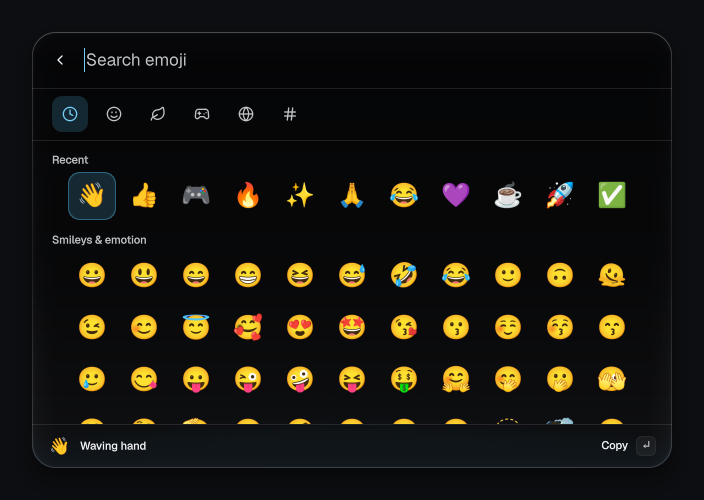 Search emoji
Recent
Smileys & emotion
Waving hand
Copy